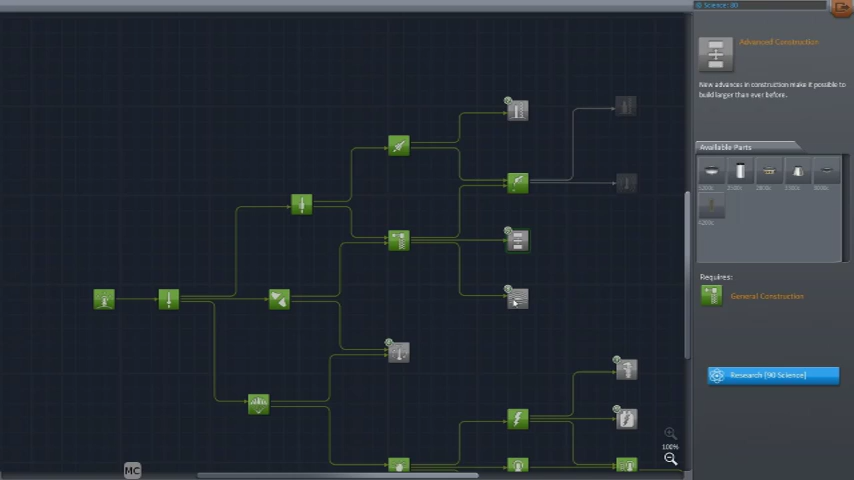 Science: 90
Advanced Construction
New advances in construction make it possible to
build larger than ever before.
Available Parts
Requires:
General Construction
Research [90 Science]
100%
MC